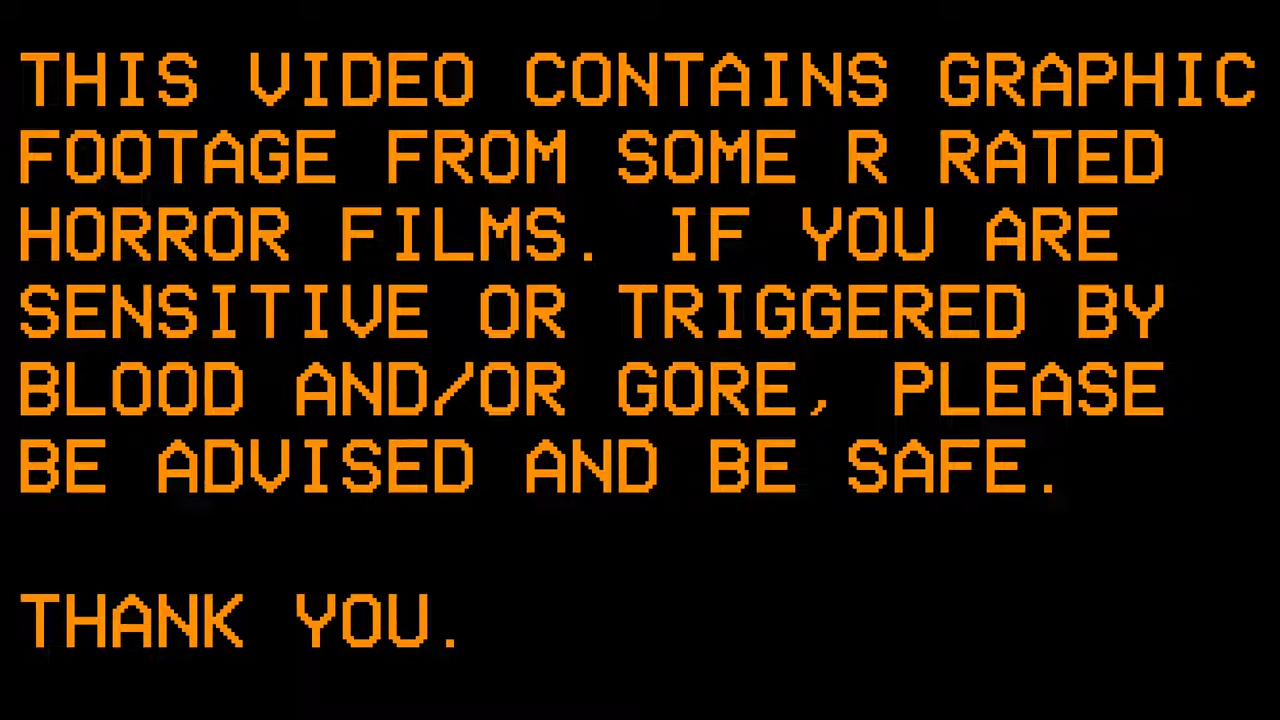 THIS VIDEO CONTAINS GRAPHIC
FOOTAGE FROM SOME R RATED
HORROR FILMS. IF YOU ARE
SENSITIVE OR TRIGGERED BY
BLOOD AND/OR GORE, PLEASE
BE ADVISED AND BE SAFE.
THANK YOU.